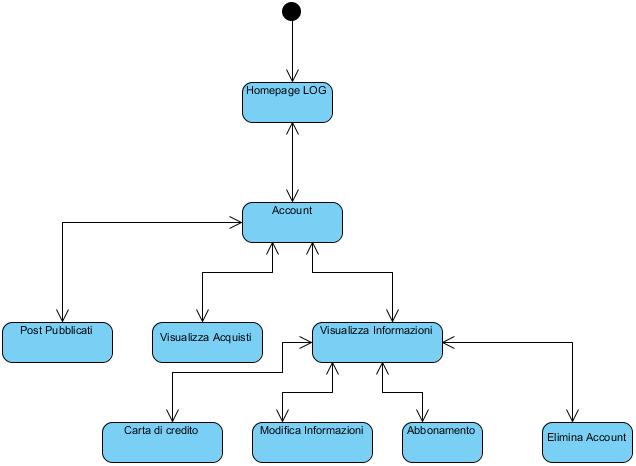 Homepage LOG
Account
Post Pubblicati
Visualizza Acquisti
Visualizza Informazioni
Carta di credito
Modifica Informazioni
Abbonamento
Elimina Account